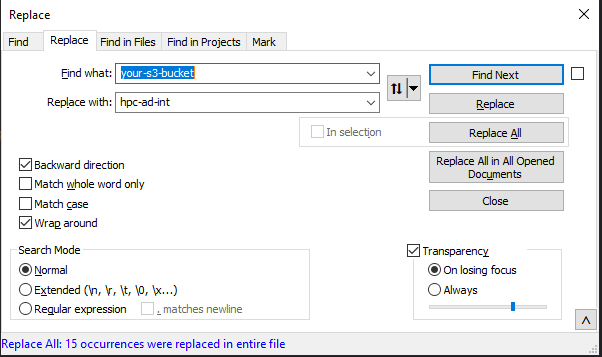 Replace
Find Replace Find in Files Find in Projects Mark
Find what: your-s3-bucket Find Next
Replace with: hpc-ad-int Replace
In selection Replace All
Backward direction Replace All in All Opened Documents
Match whole word only
Match case Close
Wrap around
Search Mode Transparency
Normal On losing focus
Extended (\n, \r, \t, \0, \x...) Always
Regular expression . matches newline
Replace All: 15 occurrences were replaced in entire file